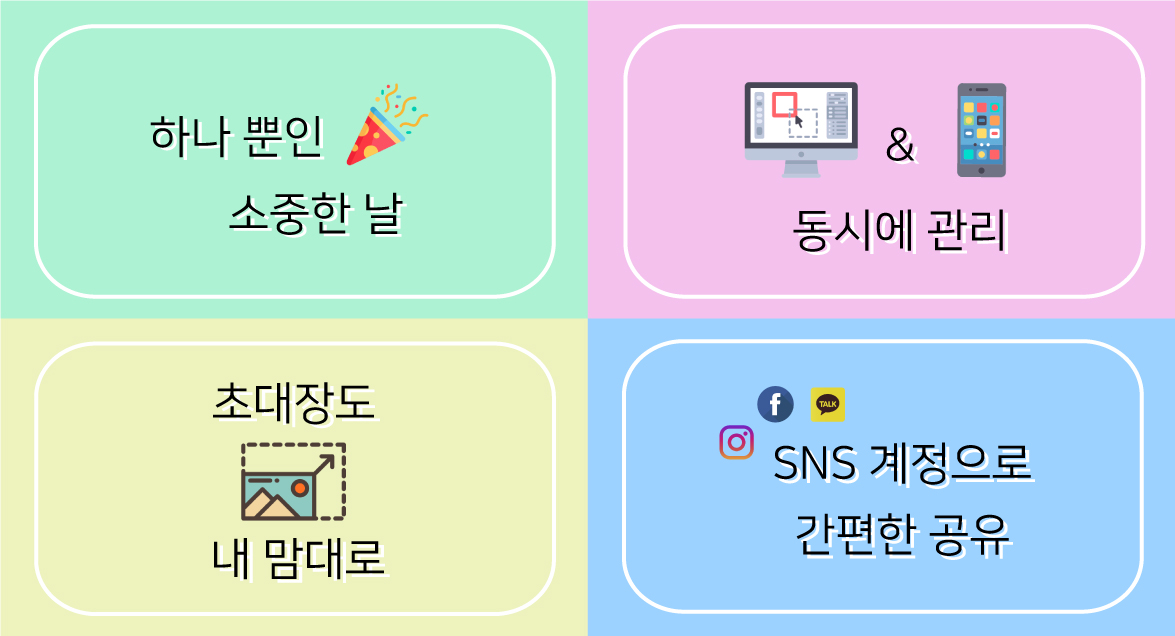 하나 뿐인
소중한 날
&
동시에 관리
초대장도
내 맘대로
f
TALK
SNS 계정으로
간편한 공유